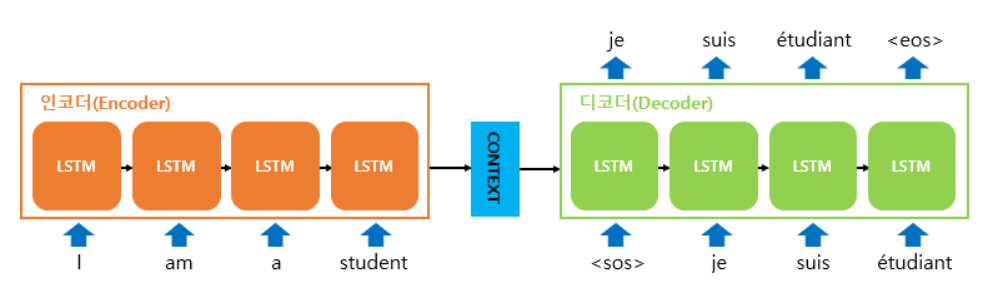 je suis étudiant <eos>
인코더(Encoder)
디코더(Decoder)
LSTM LSTM LSTM LSTM
CONTEXT
LSTM LSTM LSTM LSTM
I am a student
<sos> je suis étudiant